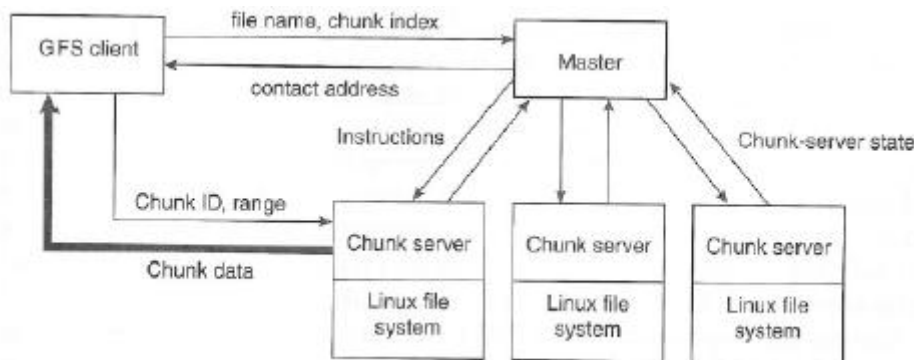 file name, chunk index
GFS client
Master
contact address
Instructions
Chunk-server state
Chunk ID, range
Chunk server
Chunk server
Chunk server
Chunk data
Linux file
system
Linux file
system
Linux file
system